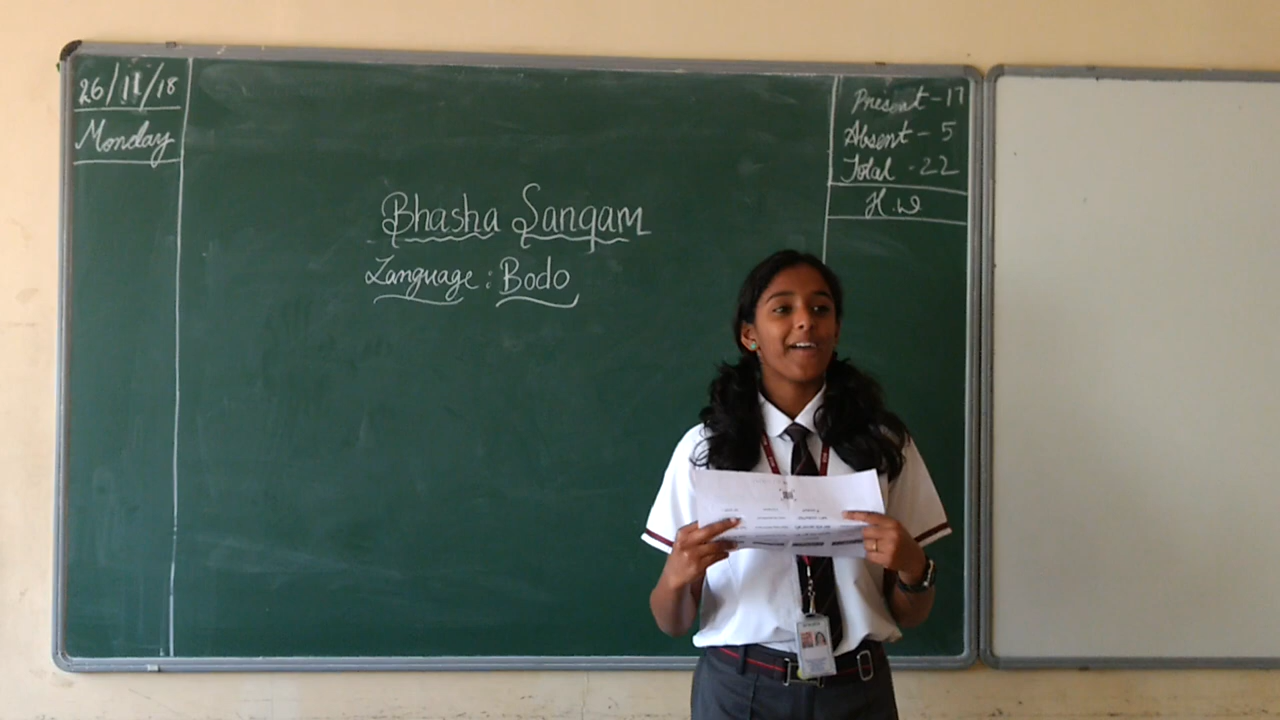 26/11/18
Monday
Bhasha Sangam
Language : Bodo
Present - 17
Absent - 5
Total - 22
H.W